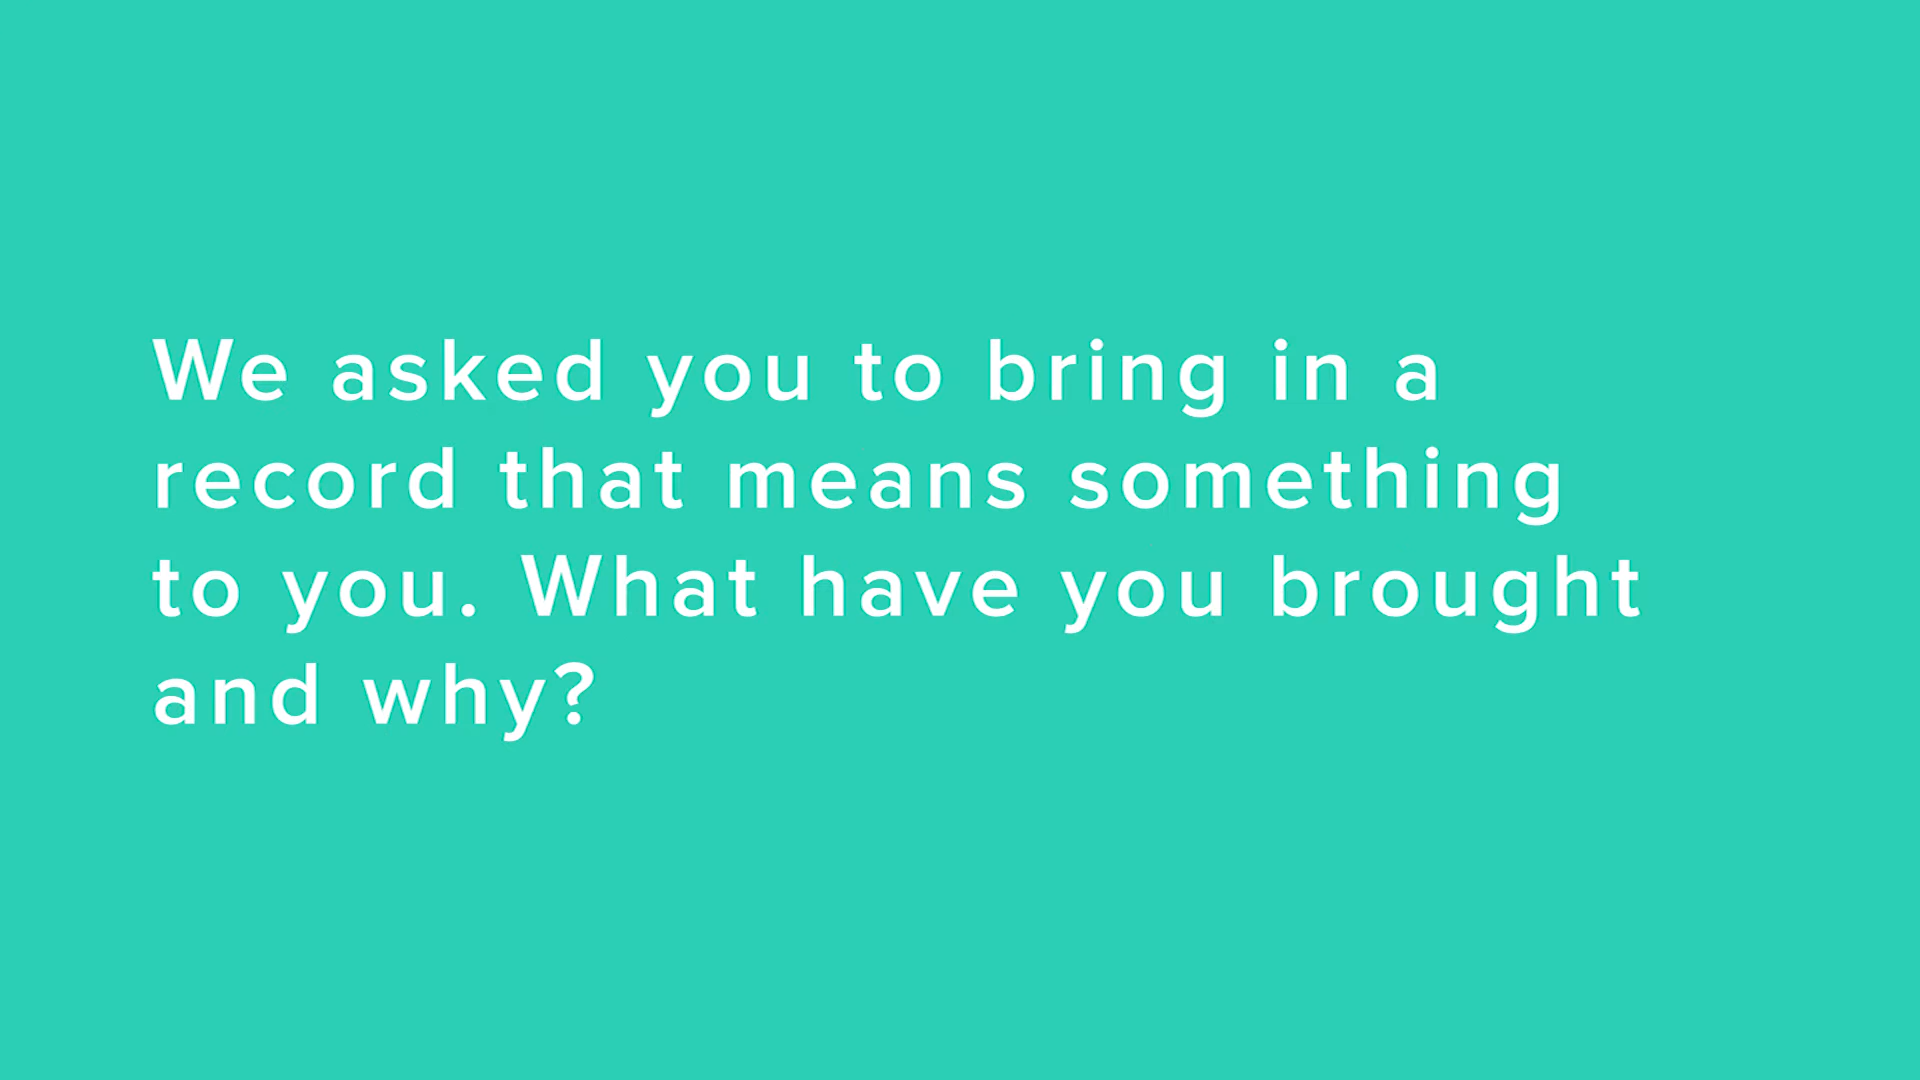 We asked you to bring in a
record that means something
to you. What have you brought
and why?